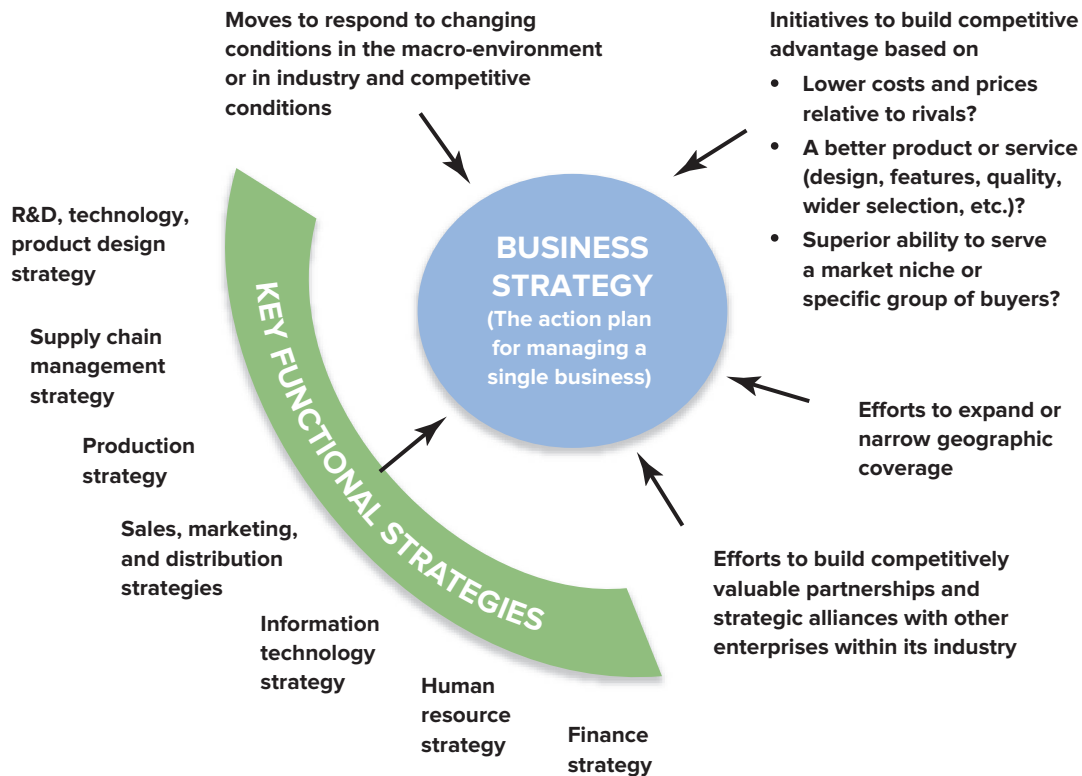 Moves to respond to changing
conditions in the macro-environment
or in industry and competitive
conditions
Initiatives to build competitive
advantage based on
• Lower costs and prices
relative to rivals?
• A better product or service
(design, features, quality,
wider selection, etc.)?
• Superior ability to serve
a market niche or
specific group of buyers?
BUSINESS
STRATEGY
(The action plan
for managing a
single business)
Efforts to expand or
narrow geographic
coverage
Efforts to build competitively
valuable partnerships and
strategic alliances with other
enterprises within its industry
KEY FUNCTIONAL STRATEGIES
R&D, technology,
product design
strategy
Supply chain
management
strategy
Production
strategy
Sales, marketing,
and distribution
strategies
Information
technology
strategy
Human
resource
strategy
Finance
strategy